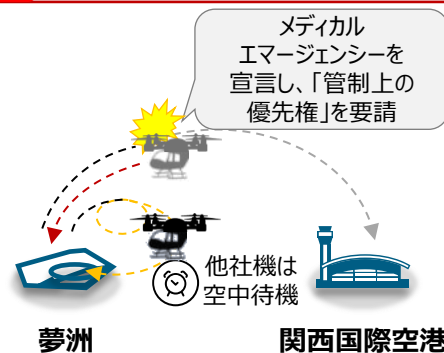 メディカル
エマージェンシーを
宣言し、「管制上の
優先権」を要請
他社機は
空中待機
夢洲
関西国際空港